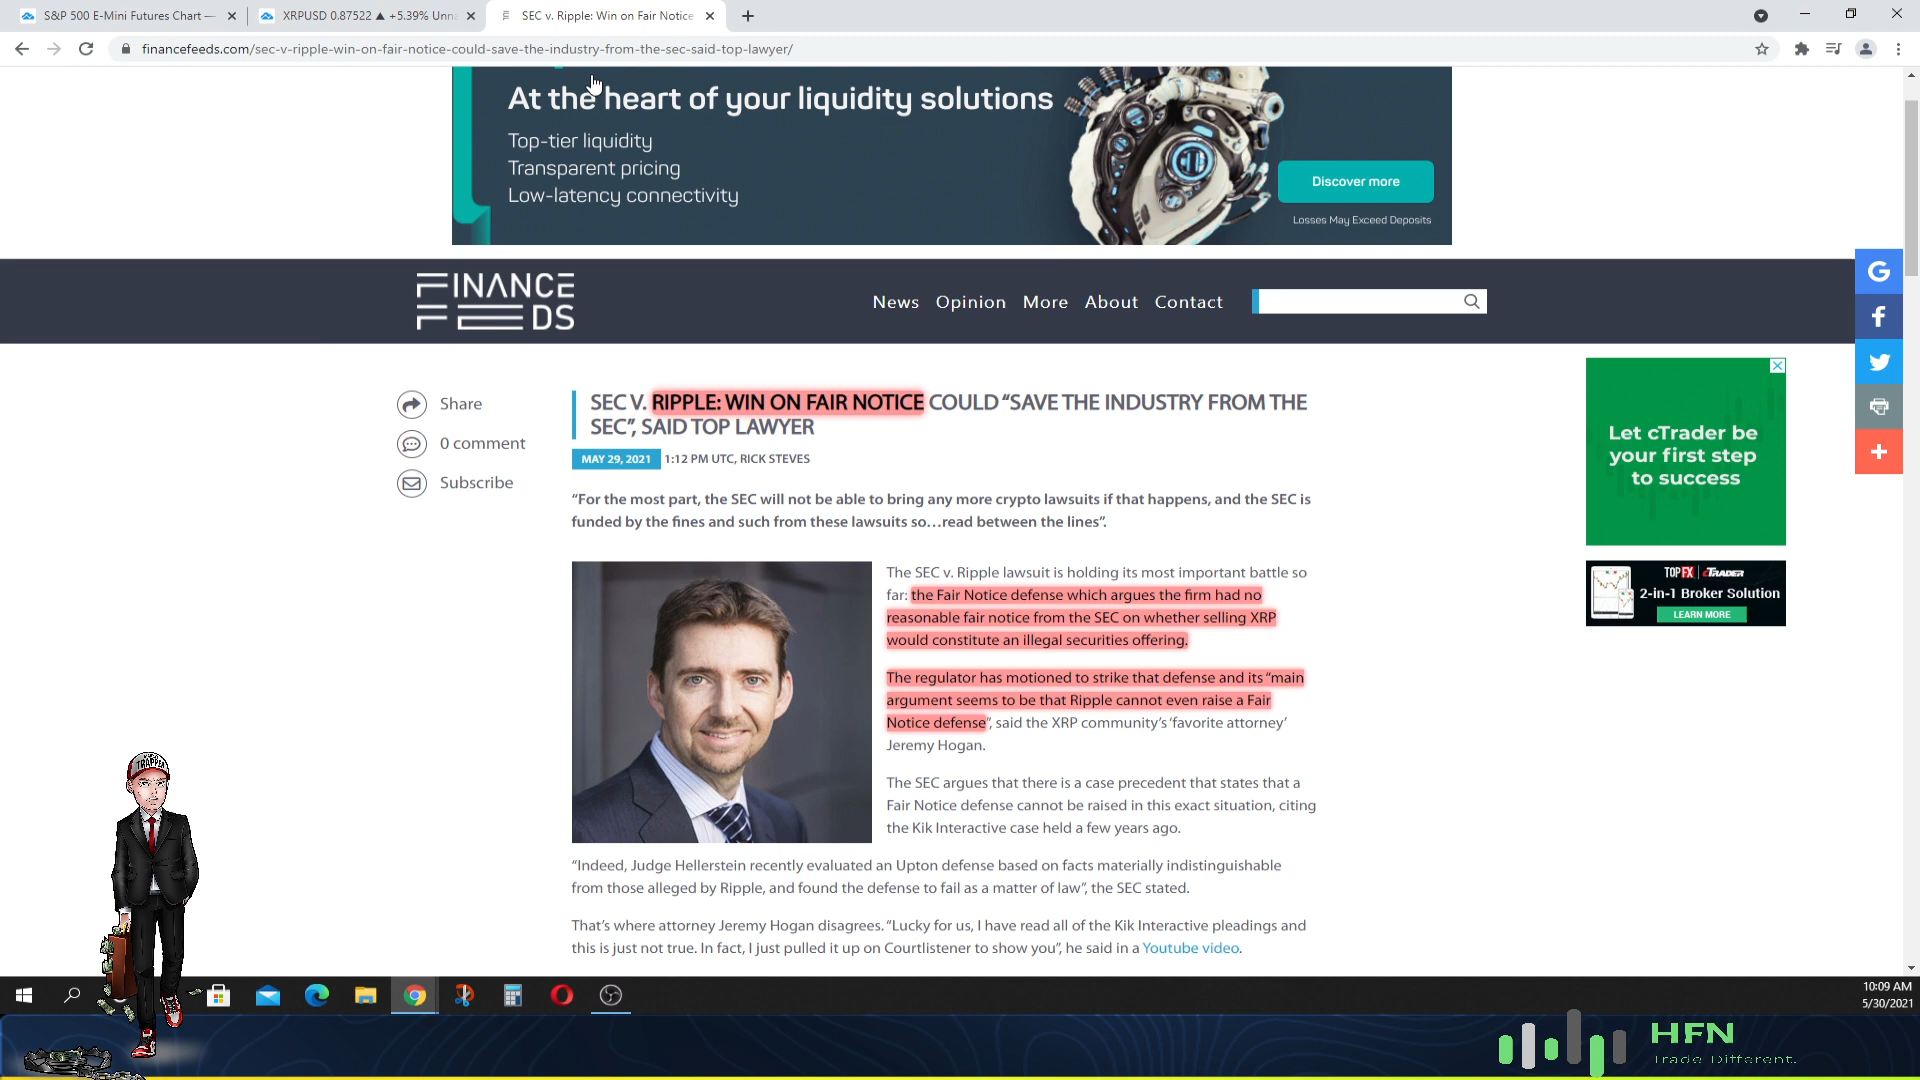 S&P 500 E-Mini Futures Chart —
XRPUSD 0.87522 ▲ +5.39% Unna
SEC v. Ripple: Win on Fair Notice
financefeeds.com/sec-v-ripple-win-on-fair-notice-could-save-the-industry-from-the-sec-said-top-lawyer/
At the heart of your liquidity solutions
Top-tier liquidity
Transparent pricing
Low-latency connectivity
Discover more
Losses May Exceed Deposits
FINANCE
FEEDS
News Opinion More About Contact
Share
0 comment
Subscribe
SEC V. RIPPLE: WIN ON FAIR NOTICE COULD “SAVE THE INDUSTRY FROM THE
SEC”, SAID TOP LAWYER
MAY 29, 2021 1:12 PM UTC, RICK STEVES
“For the most part, the SEC will not be able to bring any more crypto lawsuits if that happens, and the SEC is
funded by the fines and such from these lawsuits so…read between the lines”.
The SEC v. Ripple lawsuit is holding its most important battle so
far: the Fair Notice defense which argues the firm had no
reasonable fair notice from the SEC on whether selling XRP
would constitute an illegal securities offering.
The regulator has motioned to strike that defense and its “main
argument seems to be that Ripple cannot even raise a Fair
Notice defense”, said the XRP community’s ‘favorite attorney’
Jeremy Hogan.
The SEC argues that there is a case precedent that states that a
Fair Notice defense cannot be raised in this exact situation, citing
the Kik Interactive case held a few years ago.
“Indeed, Judge Hellerstein recently evaluated an Upton defense based on facts materially indistinguishable
from those alleged by Ripple, and found the defense to fail as a matter of law”, the SEC stated.
That’s where attorney Jeremy Hogan disagrees. “Lucky for us, I have read all of the Kik Interactive pleadings and
this is just not true. In fact, I just pulled it up on Courtlistener to show you”, he said in a Youtube video.
Let cTrader be
your first step
to success
TOPFX cTRADER
2-in-1 Broker Solution
LEARN MORE
TRAPPER
10:09 AM
5/30/2021
HFN
Trade Different.